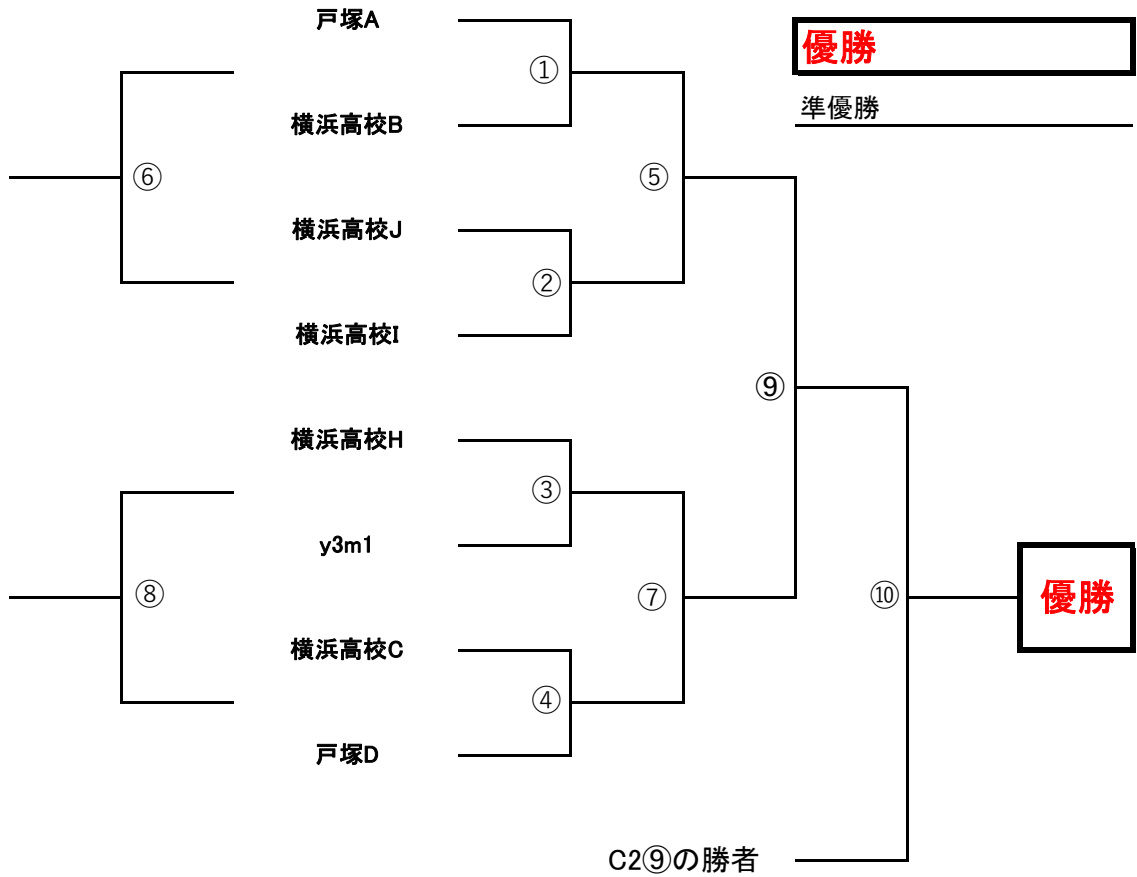 戸塚A
優勝
①
準優勝
横浜高校B
⑥
⑤
横浜高校J
②
横浜高校I
⑨
横浜高校H
③
y3m1
⑧
⑦
⑩
優勝
横浜高校C
④
戸塚D
C2⑨の勝者